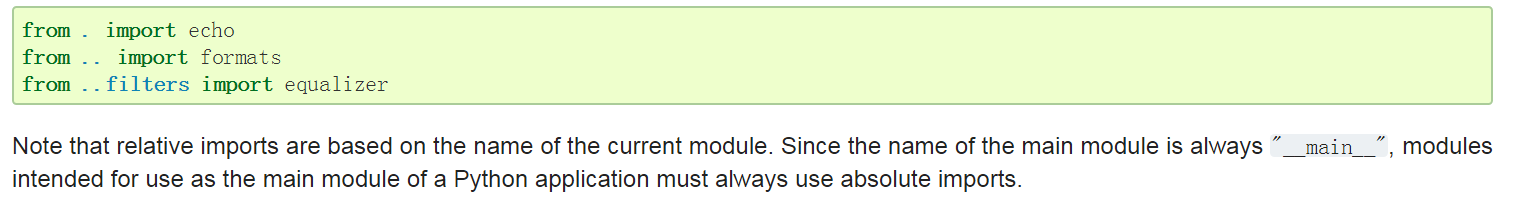 from . import echo
from .. import formats
from ..filters import equalizer
Note that relative imports are based on the name of the current module. Since the name of the main module is always "__main__", modules
intended for use as the main module of a Python application must always use absolute imports.